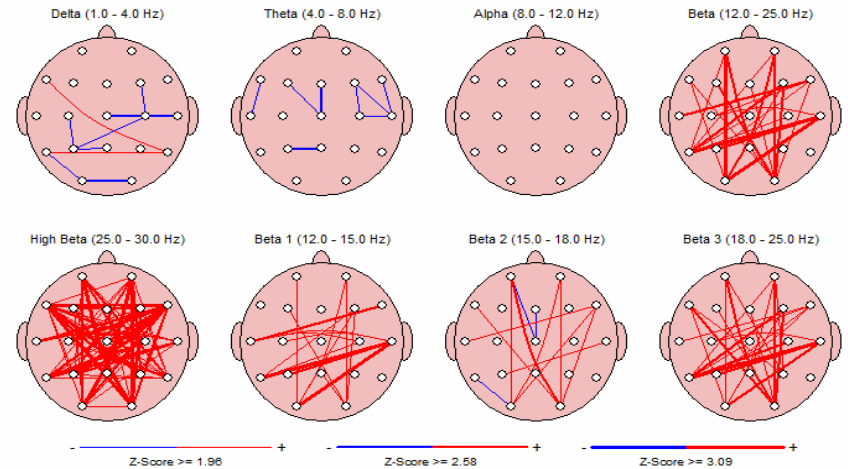 Delta (1.0 - 4.0 Hz) Theta (4.0 - 8.0 Hz) Alpha (8.0 - 12.0 Hz) Beta (12.0 - 25.0 Hz)
High Beta (25.0 - 30.0 Hz) Beta 1 (12.0 - 15.0 Hz) Beta 2 (15.0 - 18.0 Hz) Beta 3 (18.0 - 25.0 Hz)
- + - + - +
Z-Score >= 1.96 Z-Score >= 2.58 Z-Score >= 3.09